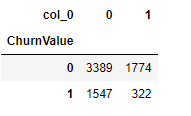 col_0 0 1
ChurnValue
0 3389 1774
1 1547 322